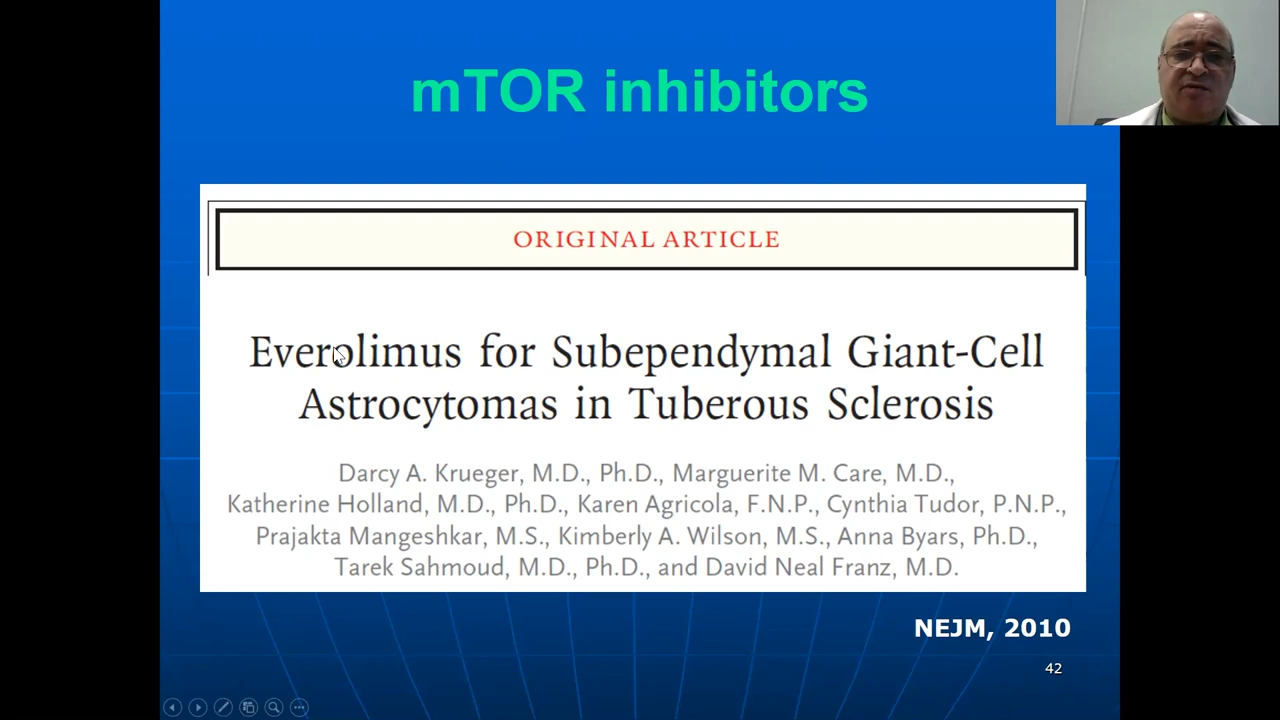 mTOR inhibitors
ORIGINAL ARTICLE
Everolimus for Subependymal Giant-Cell
Astrocytomas in Tuberous Sclerosis
Darcy A. Krueger, M.D., Ph.D., Marguerite M. Care, M.D.,
Katherine Holland, M.D., Ph.D., Karen Agricola, F.N.P., Cynthia Tudor, P.N.P.,
Prajakta Mangeshkar, M.S., Kimberly A. Wilson, M.S., Anna Byars, Ph.D.,
Tarek Sahmoud, M.D., Ph.D., and David Neal Franz, M.D.
NEJM, 2010
42